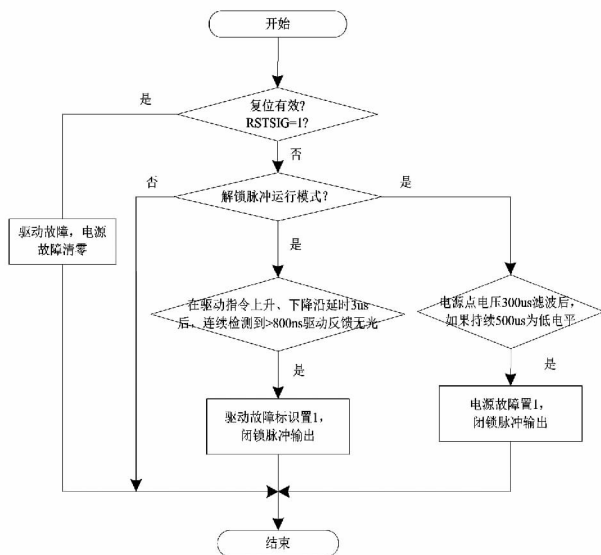 开始
是
复位有效?
RSTSIG=1?
否
否
解锁脉冲运行模式?
是
驱动故障，电源
故障清零
是
在驱动指令上升、下降沿延时3us
后，连续检测到>800ns驱动反馈无光
电源点电压300us滤波后，
如果持续500us为低电平
是
是
驱动故障标识置1，
闭锁脉冲输出
电源故障置1，
闭锁脉冲输出
结束